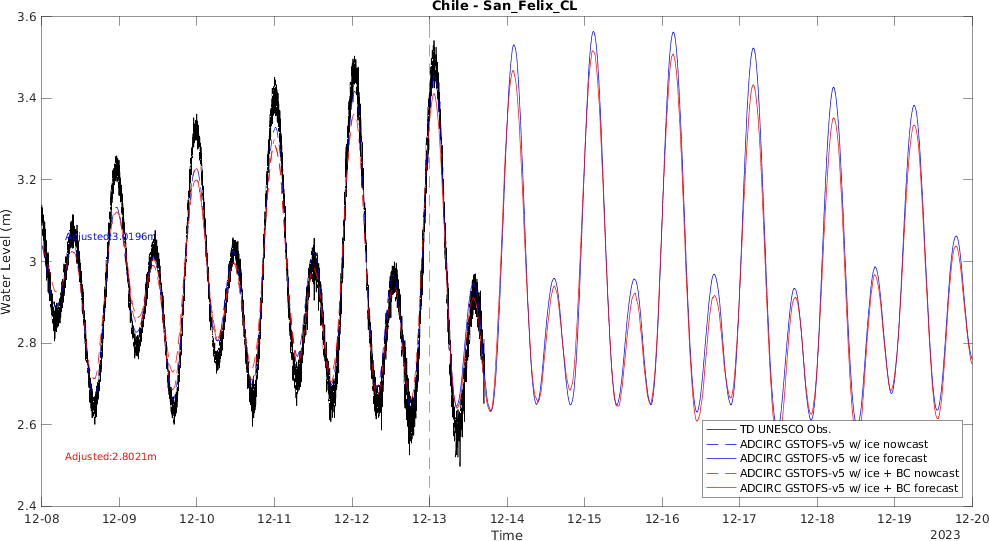 Chile - San_Felix_CL
Water Level (m)
3.6
3.4
3.2
3
2.8
2.6
2.4
Adjusted:3.0196m
Adjusted:2.8021m
TD UNESCO Obs.
ADCIRC GSTOFS-v5 w/ ice nowcast
ADCIRC GSTOFS-v5 w/ ice forecast
ADCIRC GSTOFS-v5 w/ ice + BC nowcast
ADCIRC GSTOFS-v5 w/ ice + BC forecast
12-08 12-09 12-10 12-11 12-12 12-13 12-14 12-15 12-16 12-17 12-18 12-19 12-20
Time
2023